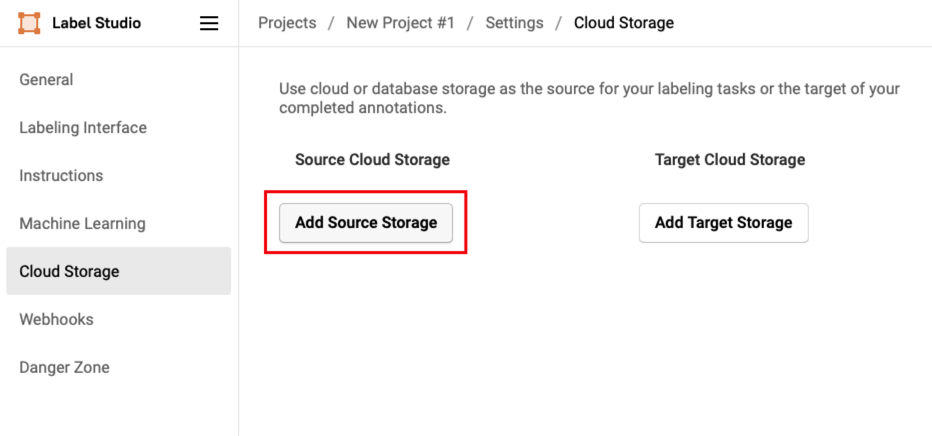 Label Studio
Projects / New Project #1 / Settings / Cloud Storage
General
Labeling Interface
Instructions
Machine Learning
Cloud Storage
Webhooks
Danger Zone
Use cloud or database storage as the source for your labeling tasks or the target of your
completed annotations.
Source Cloud Storage
Add Source Storage
Target Cloud Storage
Add Target Storage